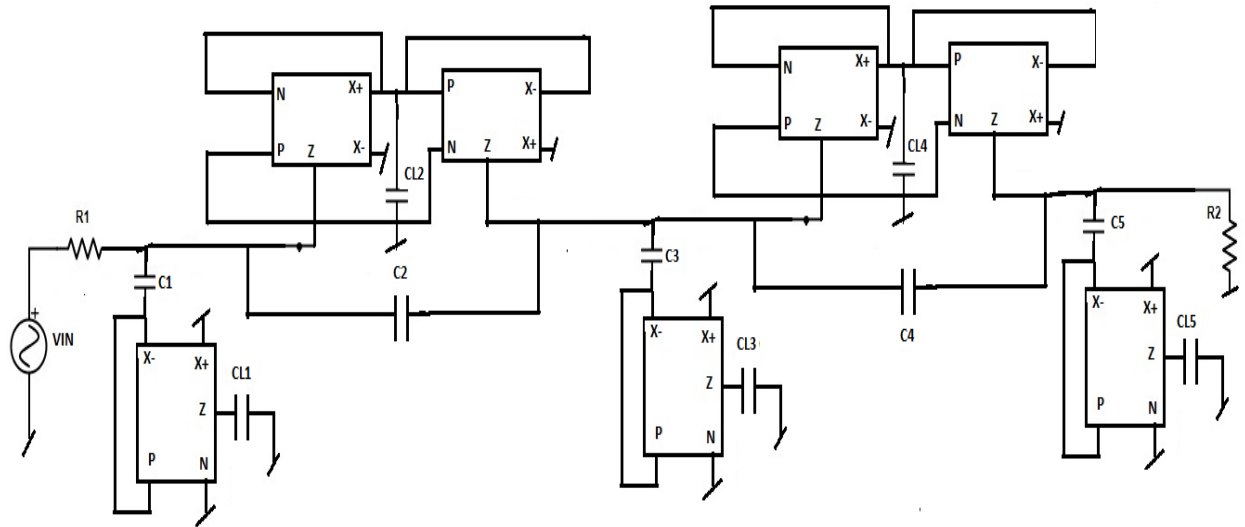 N X+ P X- N X+ P X-
P Z X- N Z X+ P Z X- N Z X+
CL2 CL4
R1 C5 R2
C1 C2 C3
+ X- X+
VIN X- X+ C4 Z CL5
X- X+ CL1 CL3
Z Z P N
P N
P N